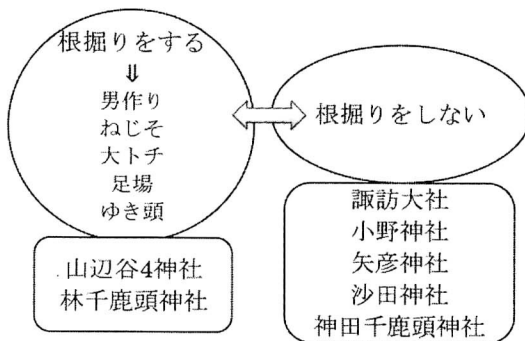 根掘りをする
⇓
男作り
ねじそ
大トチ
足場
ゆき頭
山辺谷4神社
林千鹿頭神社
根掘りをしない
諏訪大社
小野神社
矢彦神社
沙田神社
神田千鹿頭神社